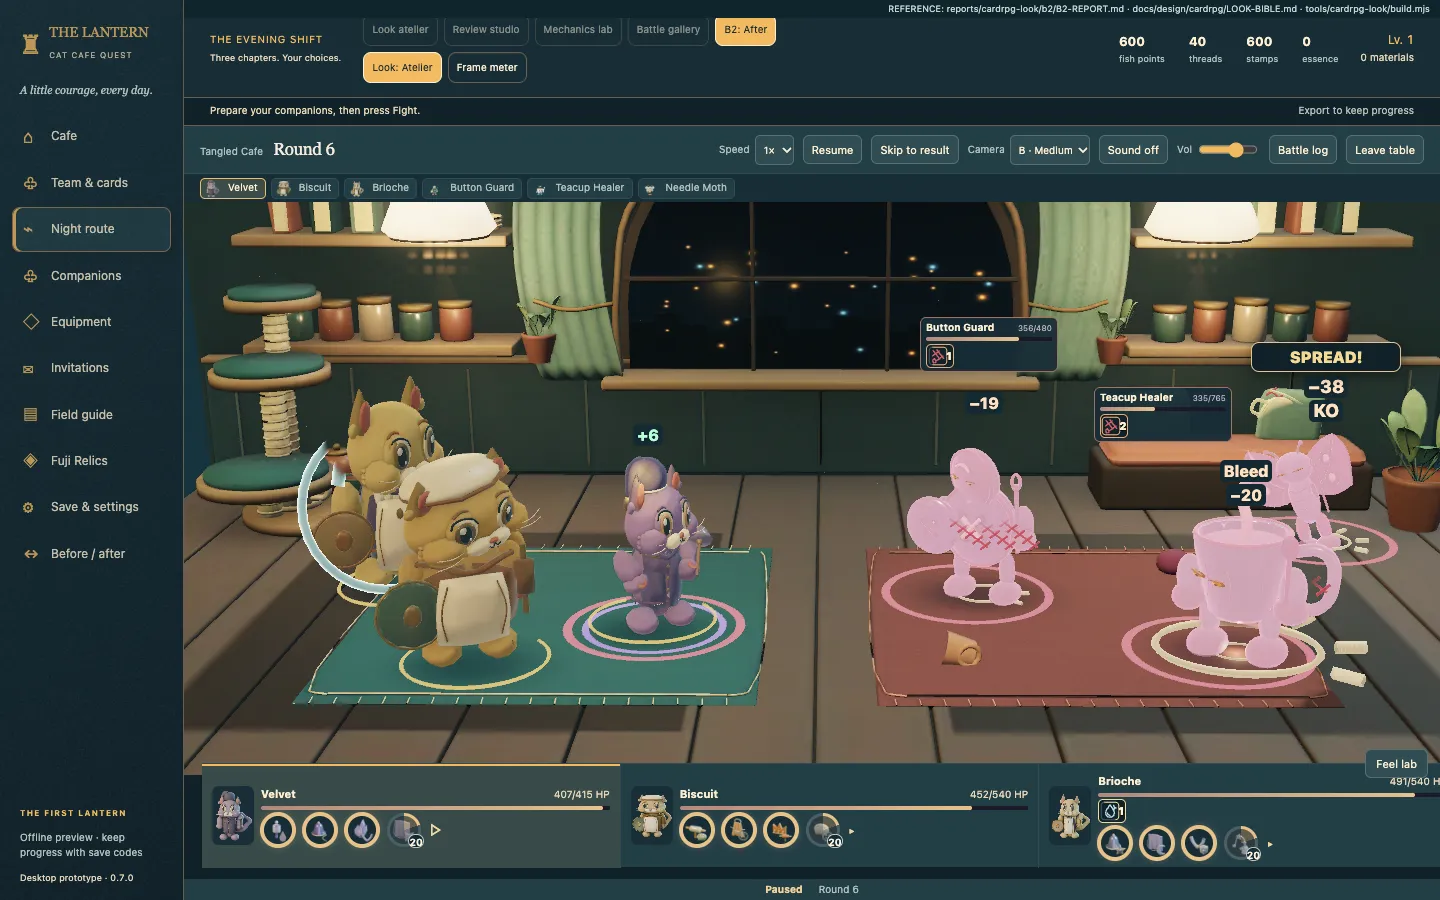 REFERENCE: reports/cardrpg-look/b2/B2-REPORT.md · docs/design/cardrpg/LOOK-BIBLE.md · tools/cardrpg-look/build.mjs
THE LANTERN
CAT CAFE QUEST
A little courage, every day.
Cafe
Team & cards
Night route
Companions
Equipment
Invitations
Field guide
Fuji Relics
Save & settings
Before / after
THE FIRST LANTERN
Offline preview · keep
progress with save codes
Desktop prototype · 0.7.0
THE EVENING SHIFT
Three chapters. Your choices.
Look atelier
Review studio
Mechanics lab
Battle gallery
B2: After
Look: Atelier
Frame meter
600
fish points
40
threads
600
stamps
0
essence
Lv. 1
0 materials
Prepare your companions, then press Fight.
Export to keep progress
Tangled Cafe
Round 6
Speed
1x
Resume
Skip to result
Camera
B · Medium
Sound off
Vol
Battle log
Leave table
Velvet
Biscuit
Brioche
Button Guard
Teacup Healer
Needle Moth
Button Guard
356/480
1
−19
SPREAD!
−38
KO
Teacup Healer
335/765
2
+6
Bleed
−20
Feel lab
Velvet
407/415 HP
20
Biscuit
452/540 HP
20
Brioche
491/540 H
1
20
Paused
Round 6